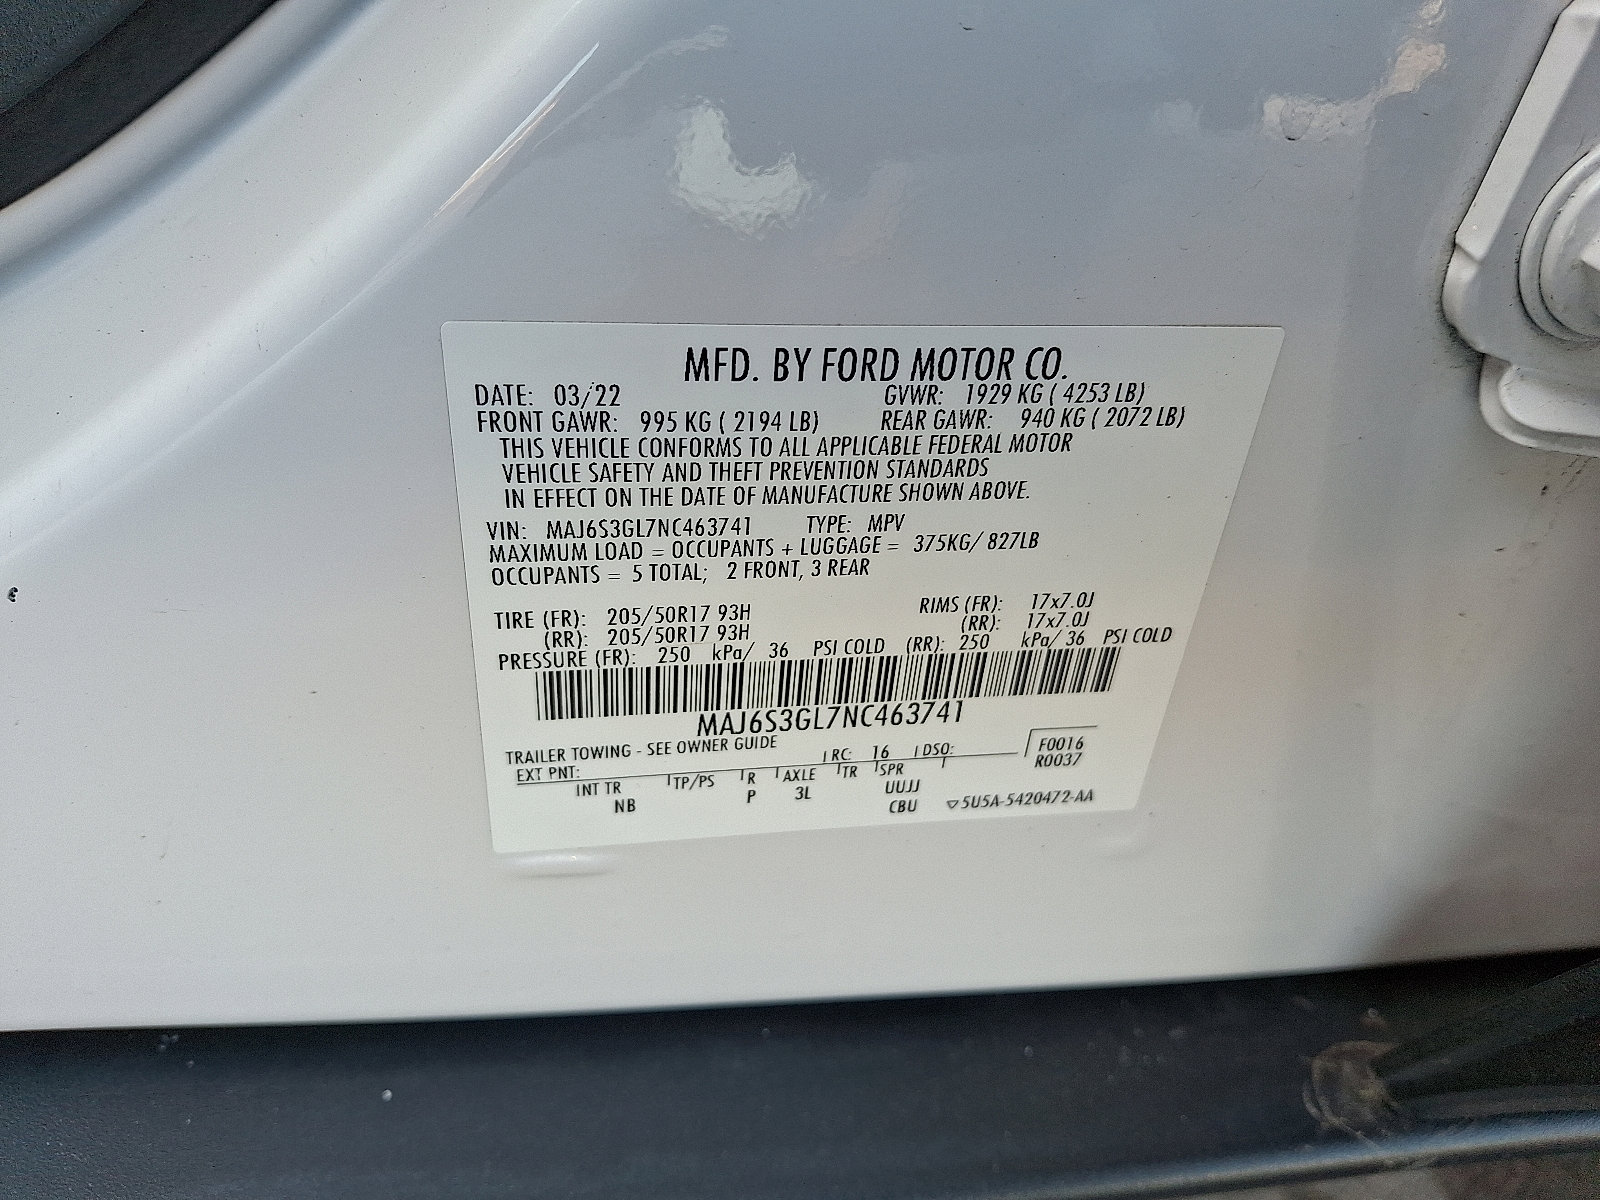 MFD. BY FORD MOTOR CO.
DATE: 03/22 GVWR: 1929 KG ( 4253 LB)
FRONT GAWR: 995 KG ( 2194 LB) REAR GAWR: 940 KG ( 2072 LB)
THIS VEHICLE CONFORMS TO ALL APPLICABLE FEDERAL MOTOR
VEHICLE SAFETY AND THEFT PREVENTION STANDARDS
IN EFFECT ON THE DATE OF MANUFACTURE SHOWN ABOVE.
VIN: MAJ6S3GL7NC463741 TYPE: MPV
MAXIMUM LOAD = OCCUPANTS + LUGGAGE = 375KG/ 827LB
OCCUPANTS = 5 TOTAL; 2 FRONT, 3 REAR
TIRE (FR): 205/50R17 93H RIMS (FR): 17x7.0J
(RR): 205/50R17 93H (RR): 17x7.0J
PRESSURE (FR): 250 kPa/ 36 PSI COLD (RR): 250 kPa/ 36 PSI COLD
MAJ6S3GL7NC463741
TRAILER TOWING - SEE OWNER GUIDE
EXT PNT: RC: 16 DSO: F0016
R0037
INT TR TP/PS R AXLE TR SPR
NB P 3L UUJJ
CBU ▽5U5A-5420472-AA